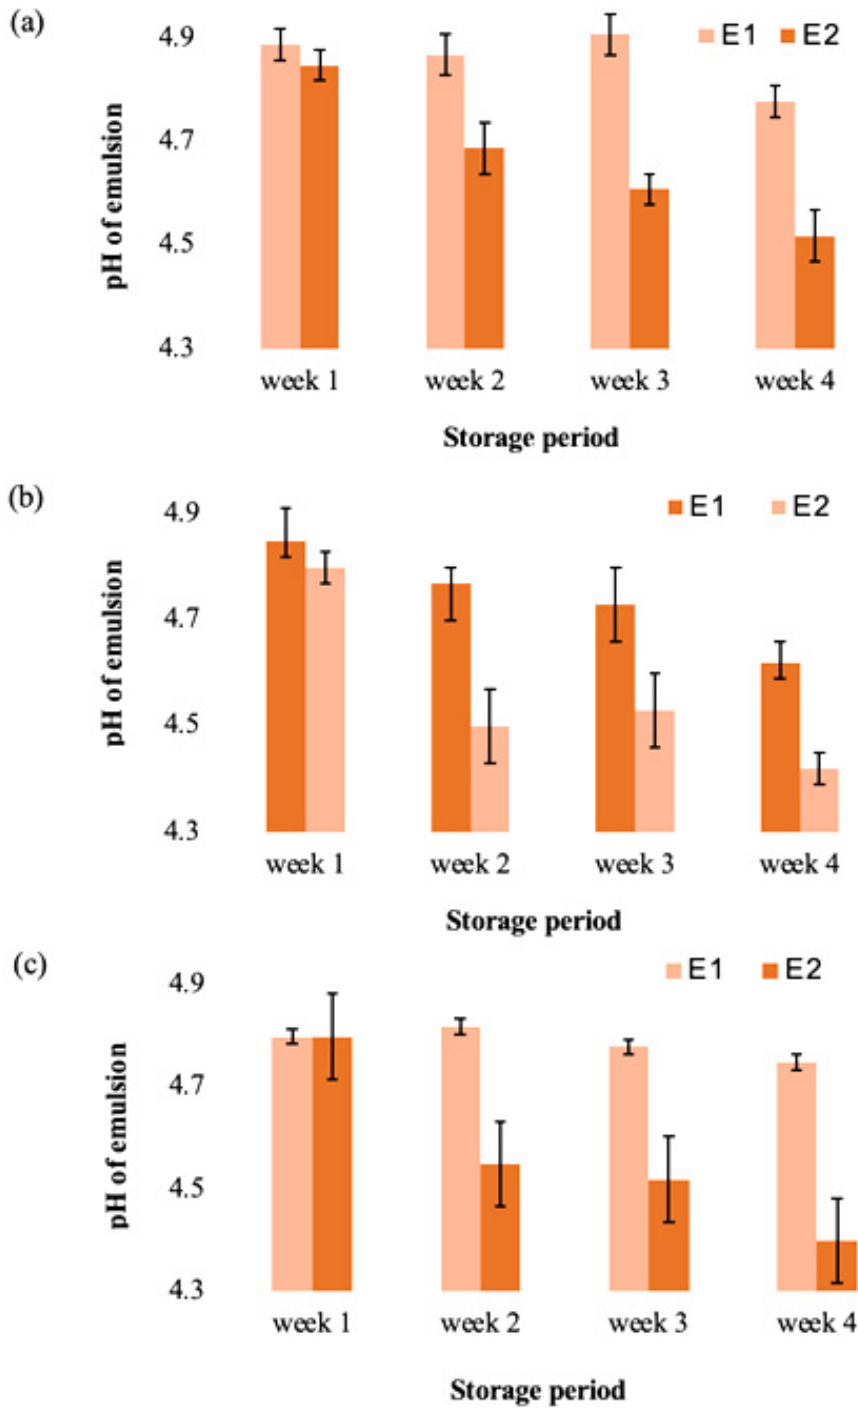 (a)
4.9
E1 E2
4.7
4.5
4.3
pH of emulsion
week 1 week 2 week 3 week 4
Storage period
(b)
4.9
E1 E2
4.7
4.5
4.3
pH of emulsion
week 1 week 2 week 3 week 4
Storage period
(c)
4.9
E1 E2
4.7
4.5
4.3
pH of emulsion
week 1 week 2 week 3 week 4
Storage period